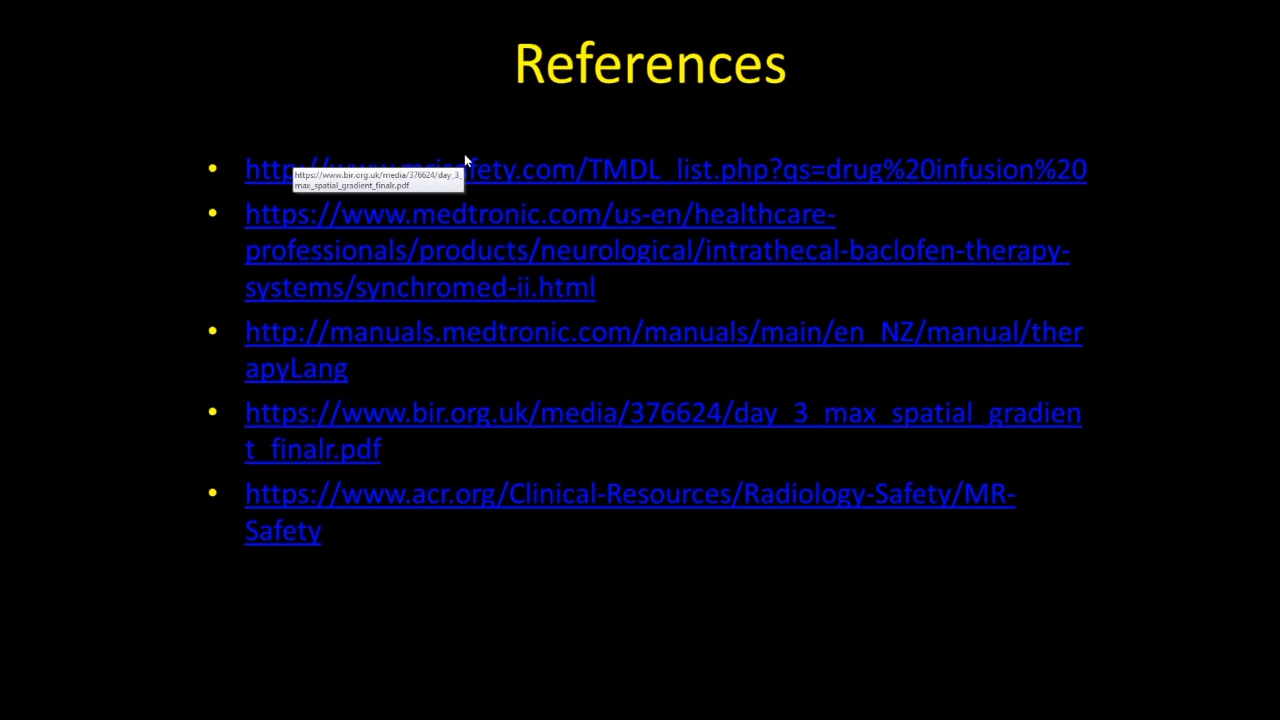 References
• http://www.mrisafety.com/TMDL_list.php?qs=drug%20infusion%20
https://www.bir.org.uk/media/376624/day_3_
max_spatial_gradient_finalr.pdf
• https://www.medtronic.com/us-en/healthcare-
professionals/products/neurological/intrathecal-baclofen-therapy-
systems/synchromed-ii.html
• http://manuals.medtronic.com/manuals/main/en_NZ/manual/ther
apyLang
• https://www.bir.org.uk/media/376624/day_3_max_spatial_gradien
t_finalr.pdf
• https://www.acr.org/Clinical-Resources/Radiology-Safety/MR-
Safety